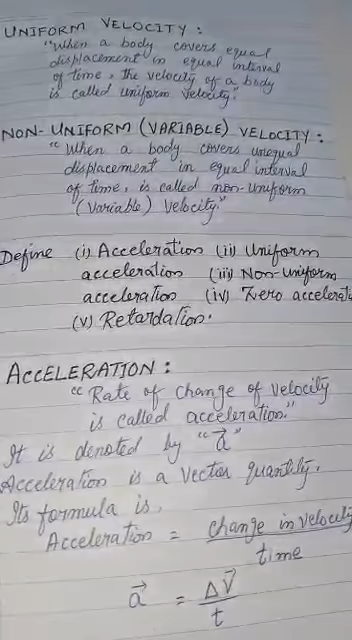 UNIFORM VELOCITY :
"When a body covers equal
displacement in equal interval
of time, the velocity of a body
is called uniform velocity."
NON-UNIFORM (VARIABLE) VELOCITY :
"When a body covers unequal
displacement in equal interval
of time, is called non-uniform
(variable) velocity."
Define (i) Acceleration (ii) Uniform
acceleration (iii) Non-uniform
acceleration (iv) Zero accelerati
(v) Retardation.
ACCELERATION :
"Rate of change of velocity
is called acceleration."
It is denoted by "a⃗"
Acceleration is a vector quantity.
Its formula is,
Acceleration = change in velocity
time
a⃗ = ΔV⃗
t